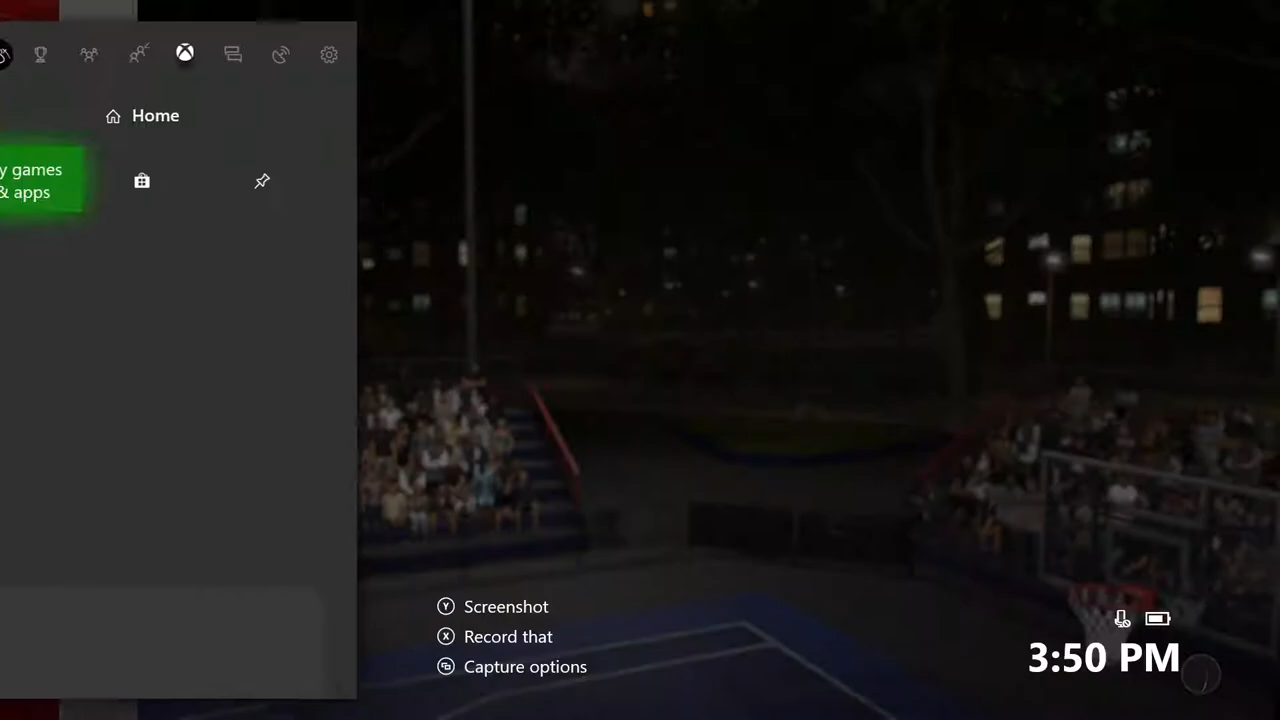 Home
y games
& apps
Y Screenshot
X Record that
Capture options
3:50 PM